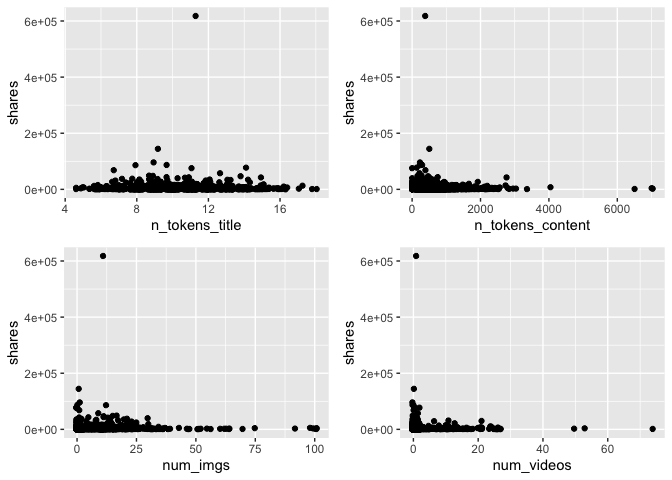 6e+05
4e+05
2e+05
0e+00
shares
4 8 12 16
n_tokens_title
6e+05
4e+05
2e+05
0e+00
shares
0 2000 4000 6000
n_tokens_content
6e+05
4e+05
2e+05
0e+00
shares
0 25 50 75 100
num_imgs
6e+05
4e+05
2e+05
0e+00
shares
0 20 40 60
num_videos